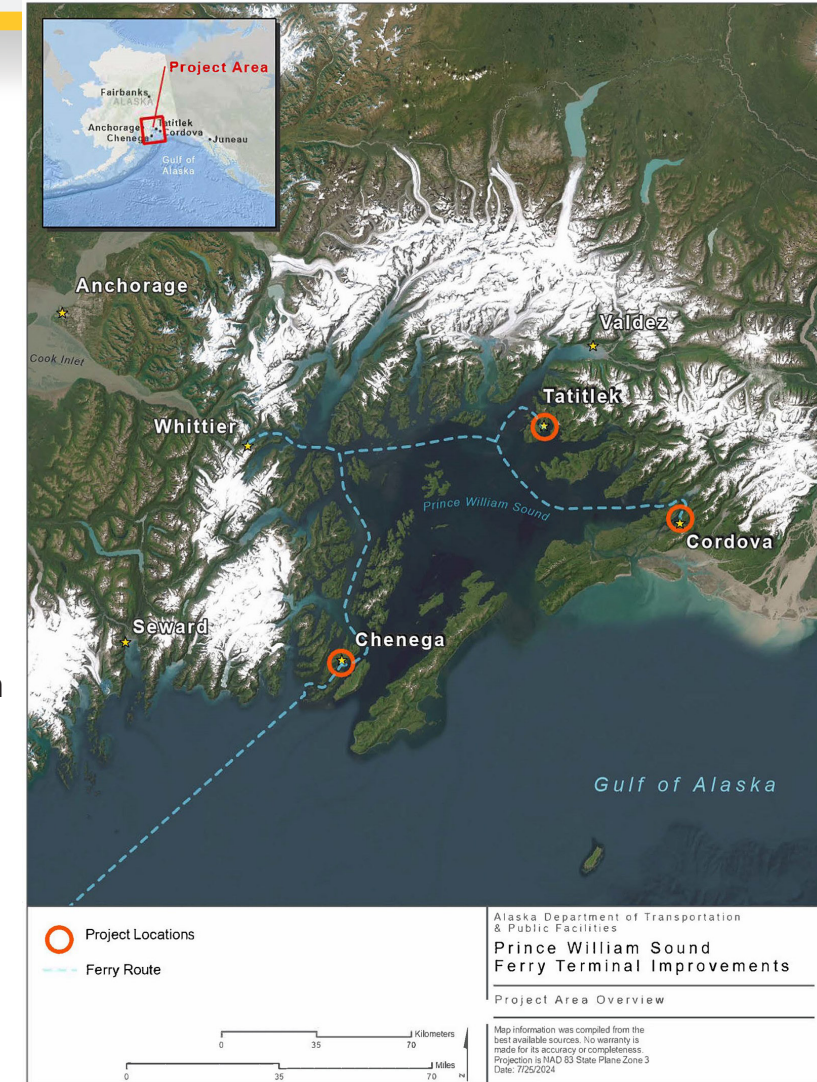 Project Area
Fairbanks
ALASKA
Tatitlek
Anchorage
Cordova
Chenega
Juneau
Gulf of
Alaska
Anchorage
Valdez
Cook Inlet
Tatitlek
Whittier
Prince William Sound
Cordova
Seward
Chenega
Gulf of Alaska
Project Locations
Ferry Route
Alaska Department of Transportation
& Public Facilities
Prince William Sound
Ferry Terminal Improvements
Project Area Overview
Kilometers
0 35 70
Miles
0 35 70
Z
Map information was compiled from the
best available sources. No warranty is
made for its accuracy or completeness.
Projection is NAD 83 State Plane Zone 3
Date: 7/25/2024